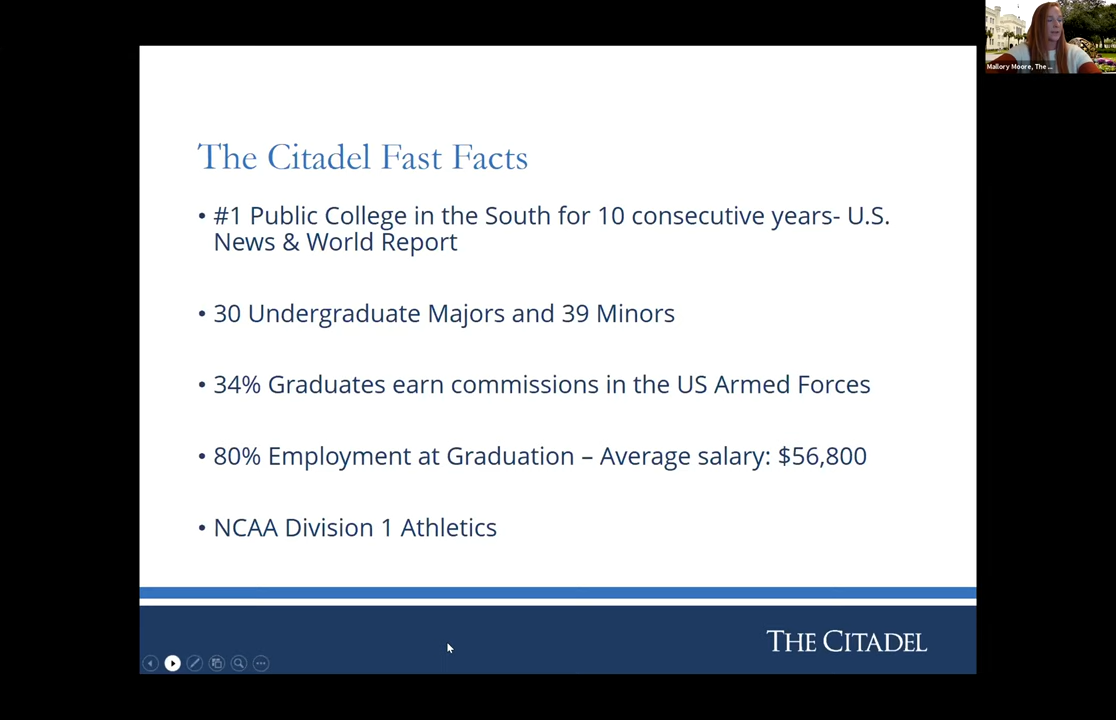 Mallory Moore, The ...
The Citadel Fast Facts
• #1 Public College in the South for 10 consecutive years- U.S.
News & World Report
• 30 Undergraduate Majors and 39 Minors
• 34% Graduates earn commissions in the US Armed Forces
• 80% Employment at Graduation – Average salary: $56,800
• NCAA Division 1 Athletics
THE CITADEL